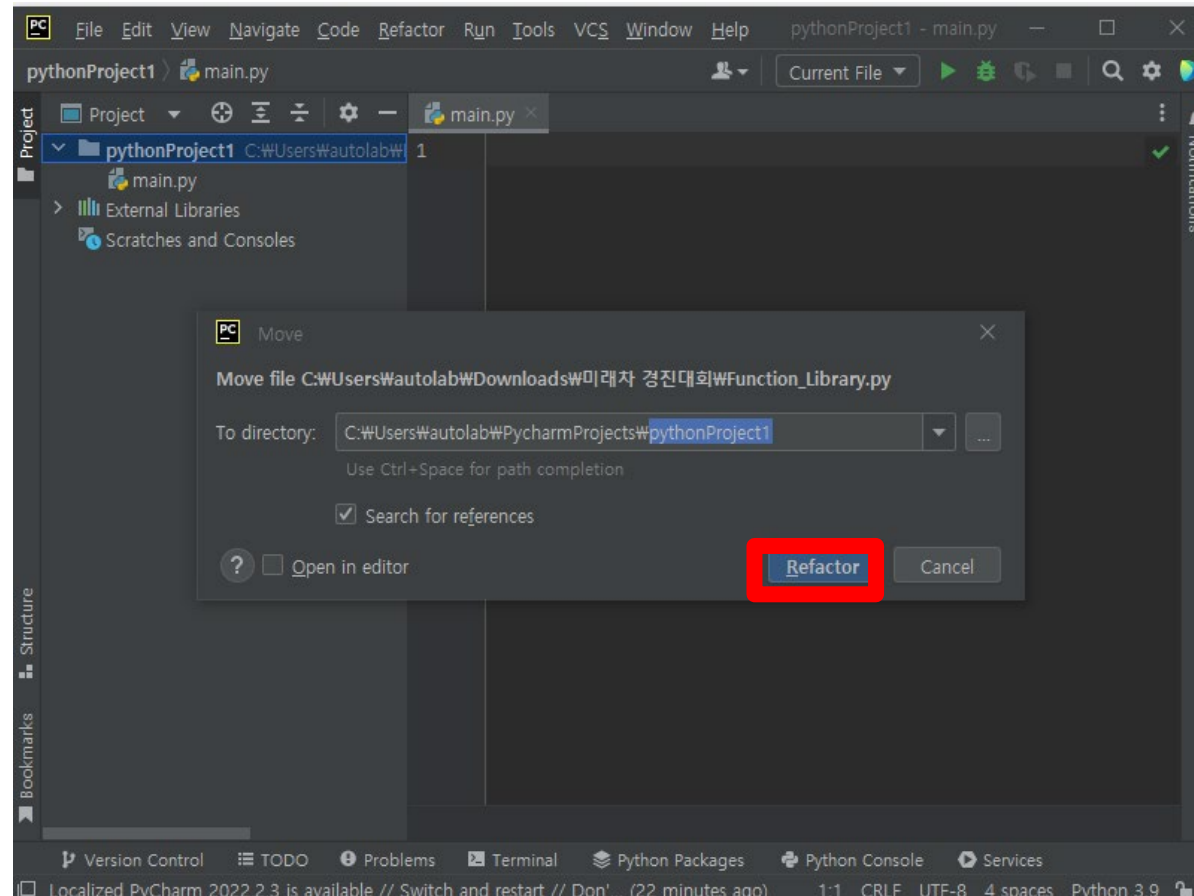 PC File Edit View Navigate Code Refactor Run Tools VCS Window Help pythonProject1 - main.py
pythonProject1 main.py Current File
Project main.py
Project
pythonProject1 C:₩Users₩autolab₩ 1
main.py
External Libraries
Scratches and Consoles
Notifications
PC Move
Move file C:₩Users₩autolab₩Downloads₩미래차 경진대회₩Function_Library.py
To directory: C:₩Users₩autolab₩PycharmProjects₩pythonProject1 ...
Use Ctrl+Space for path completion
Search for references
? Open in editor Refactor Cancel
Structure
Bookmarks
Version Control TODO Problems Terminal Python Packages Python Console Services
Localized PyCharm 2022.2.3 is available // Switch and restart // Don'... (22 minutes ago) 1:1 CRLF UTF-8 4 spaces Python 3.9